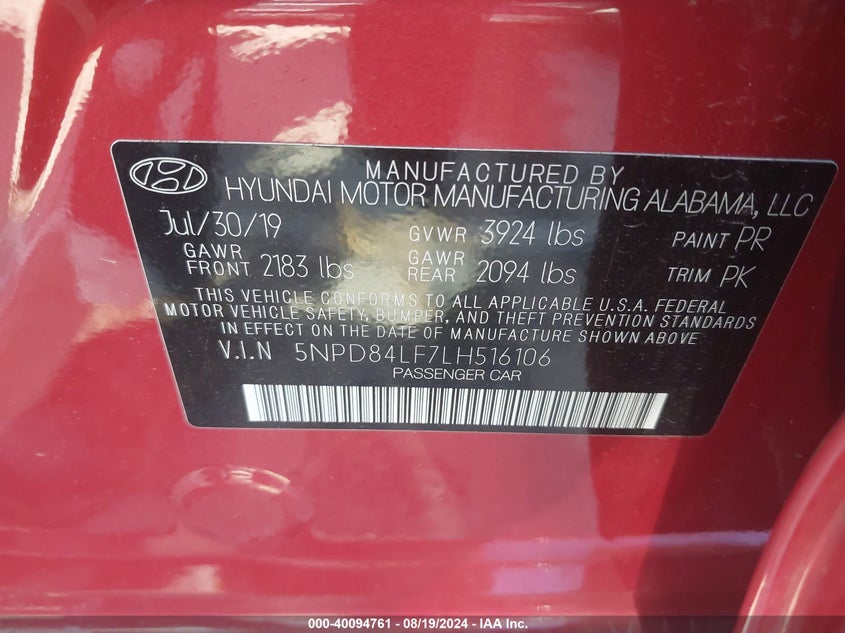 MANUFACTURED BY
HYUNDAI MOTOR MANUFACTURING ALABAMA, LLC
Jul/30/19 GVWR 3924 lbs PAINT PR
GAWR FRONT 2183 lbs GAWR REAR 2094 lbs TRIM PK
THIS VEHICLE CONFORMS TO ALL APPLICABLE U.S.A. FEDERAL
MOTOR VEHICLE SAFETY, BUMPER, AND THEFT PREVENTION STANDARDS
IN EFFECT ON THE DATE OF MANUFACTURE SHOWN ABOVE
V.I.N 5NPD84LF7LH516106
PASSENGER CAR
000-40094761 - 08/19/2024 - IAA Inc.